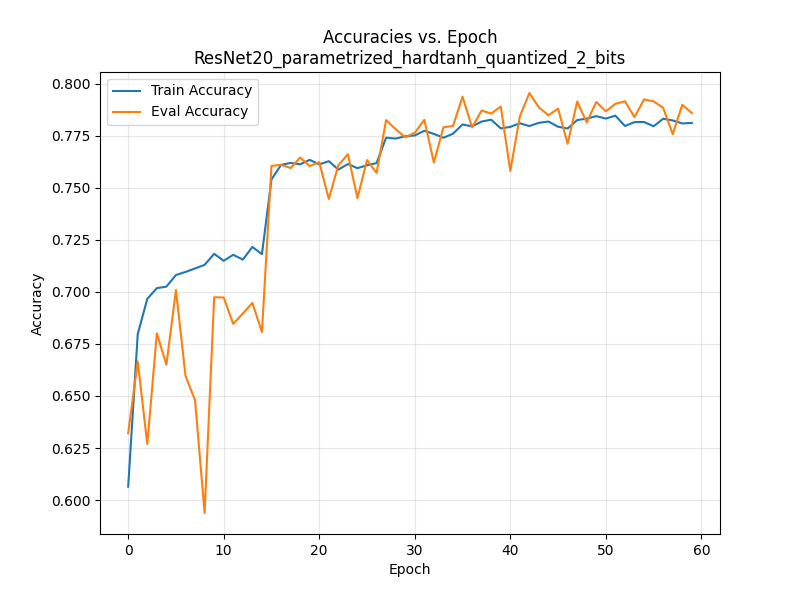 Accuracies vs. Epoch
ResNet20_parametrized_hardtanh_quantized_2_bits
Train Accuracy
Eval Accuracy
0.800
0.775
0.750
0.725
0.700
0.675
0.650
0.625
0.600
Accuracy
0 10 20 30 40 50 60
Epoch